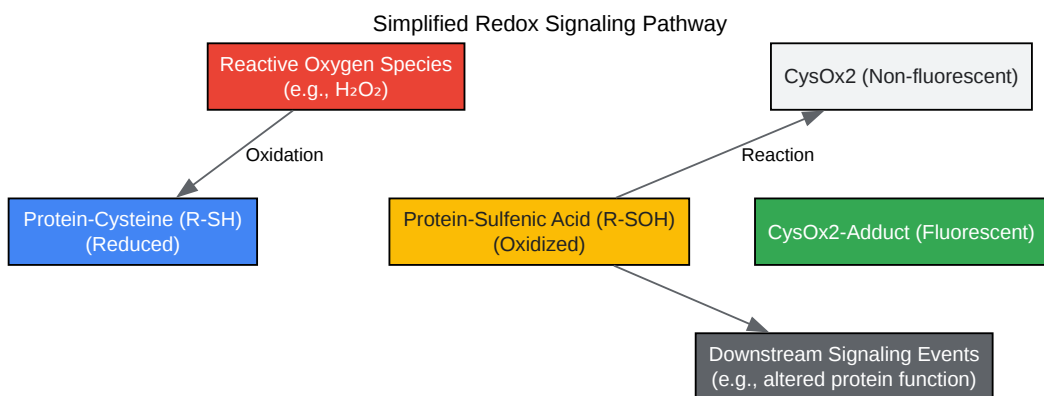 Simplified Redox Signaling Pathway
Reactive Oxygen Species
(e.g., H₂O₂)
CysOx2 (Non-fluorescent)
Oxidation
Reaction
Protein-Cysteine (R-SH)
(Reduced)
Protein-Sulfenic Acid (R-SOH)
(Oxidized)
CysOx2-Adduct (Fluorescent)
Downstream Signaling Events
(e.g., altered protein function)